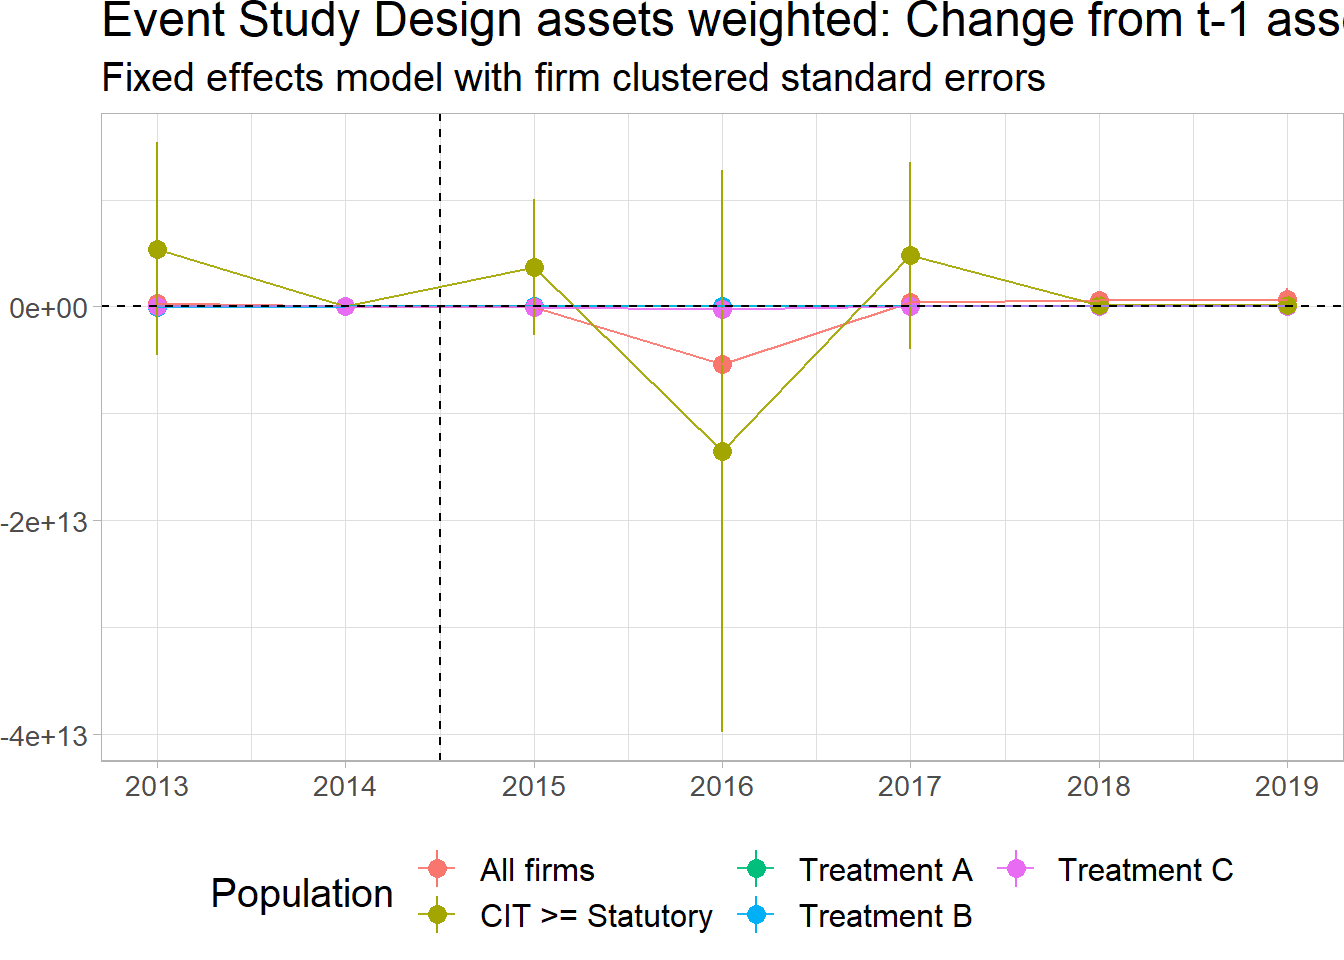 Event Study Design assets weighted: Change from t-1
Fixed effects model with firm clustered standard errors
0e+00
-2e+13
-4e+13
2013 2014 2015 2016 2017 2018 2019
Population
All firms
Treatment A
Treatment C
CIT >= Statutory
Treatment B